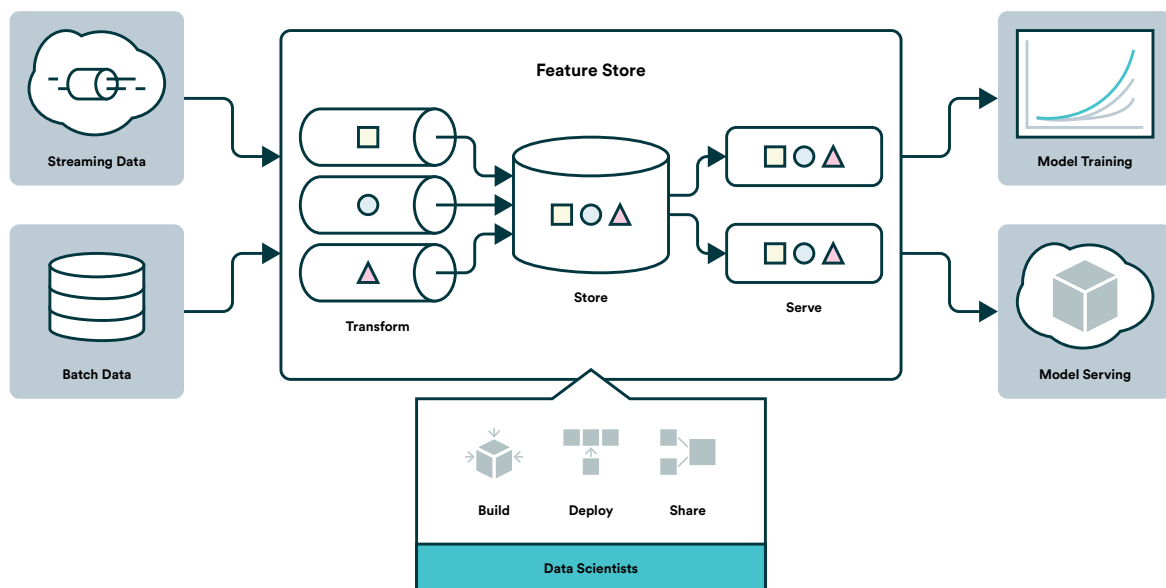 Feature Store
Streaming Data
Batch Data
Transform
Store
Serve
Model Training
Model Serving
Build
Deploy
Share
Data Scientists